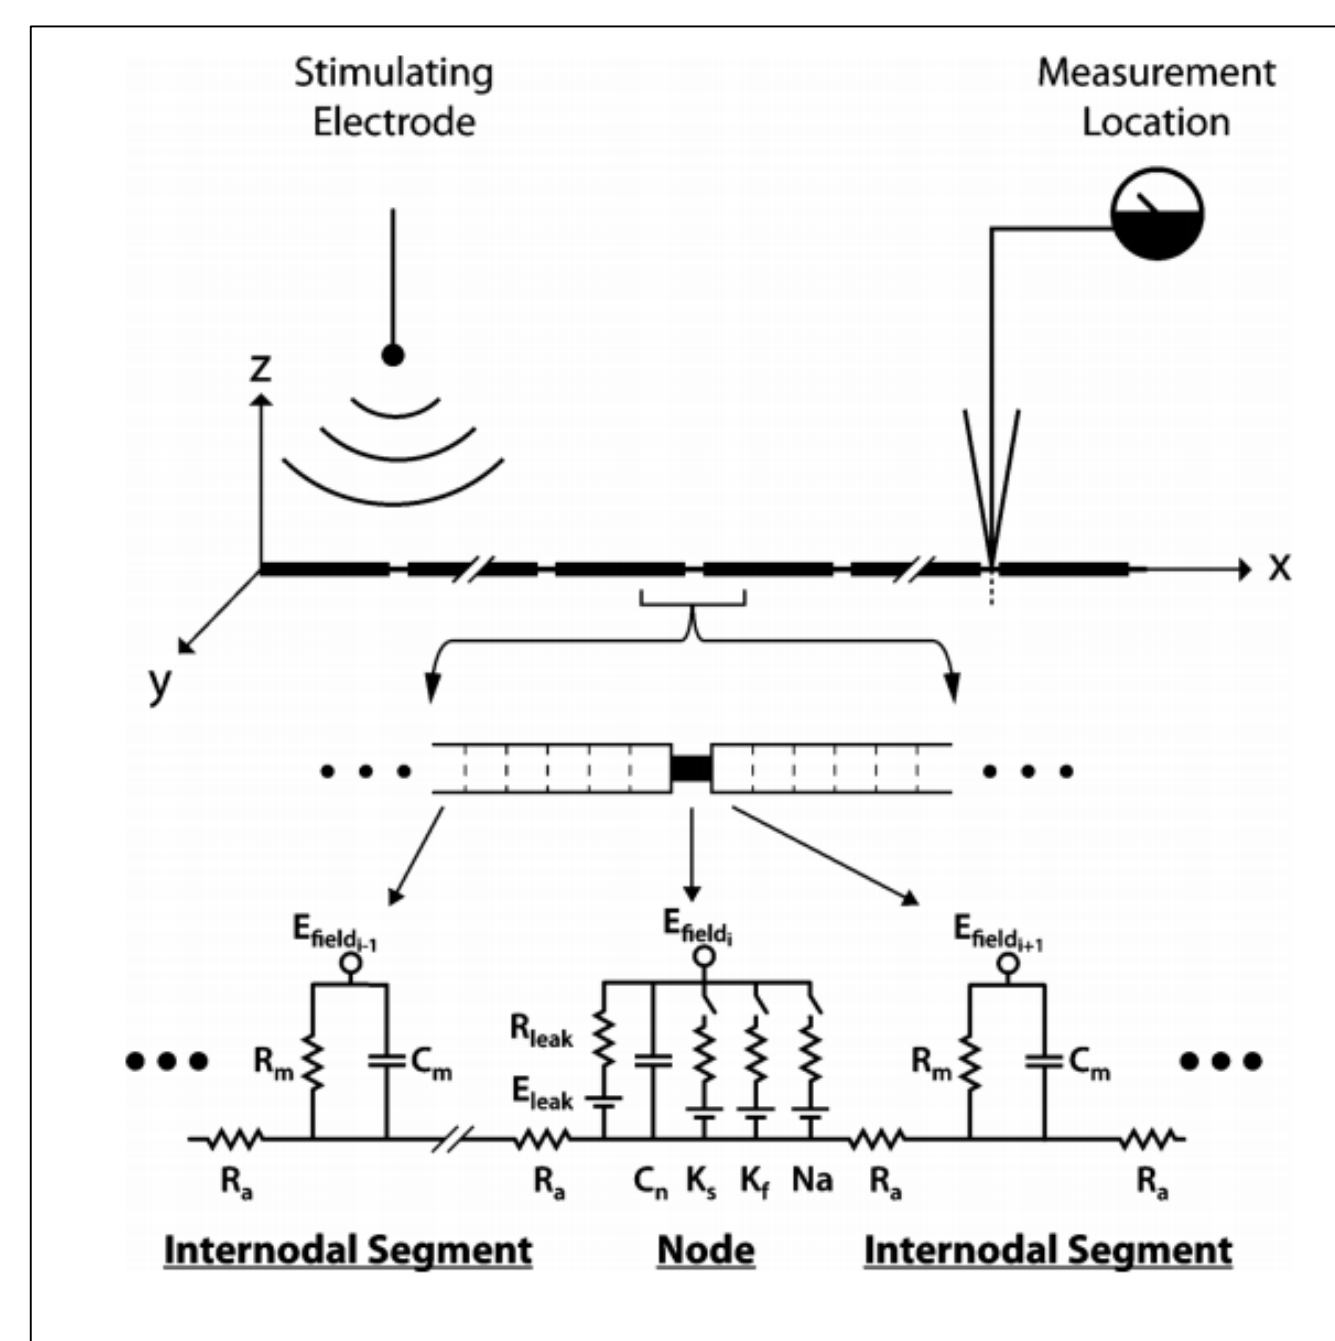 Stimulating
Electrode
Measurement
Location
z
x
y
E_field_i-1
E_field_i
E_field_i+1
R_m
C_m
R_leak
E_leak
R_m
C_m
R_a
R_a
C_n
K_s
K_f
Na
R_a
R_a
Internodal Segment
Node
Internodal Segment